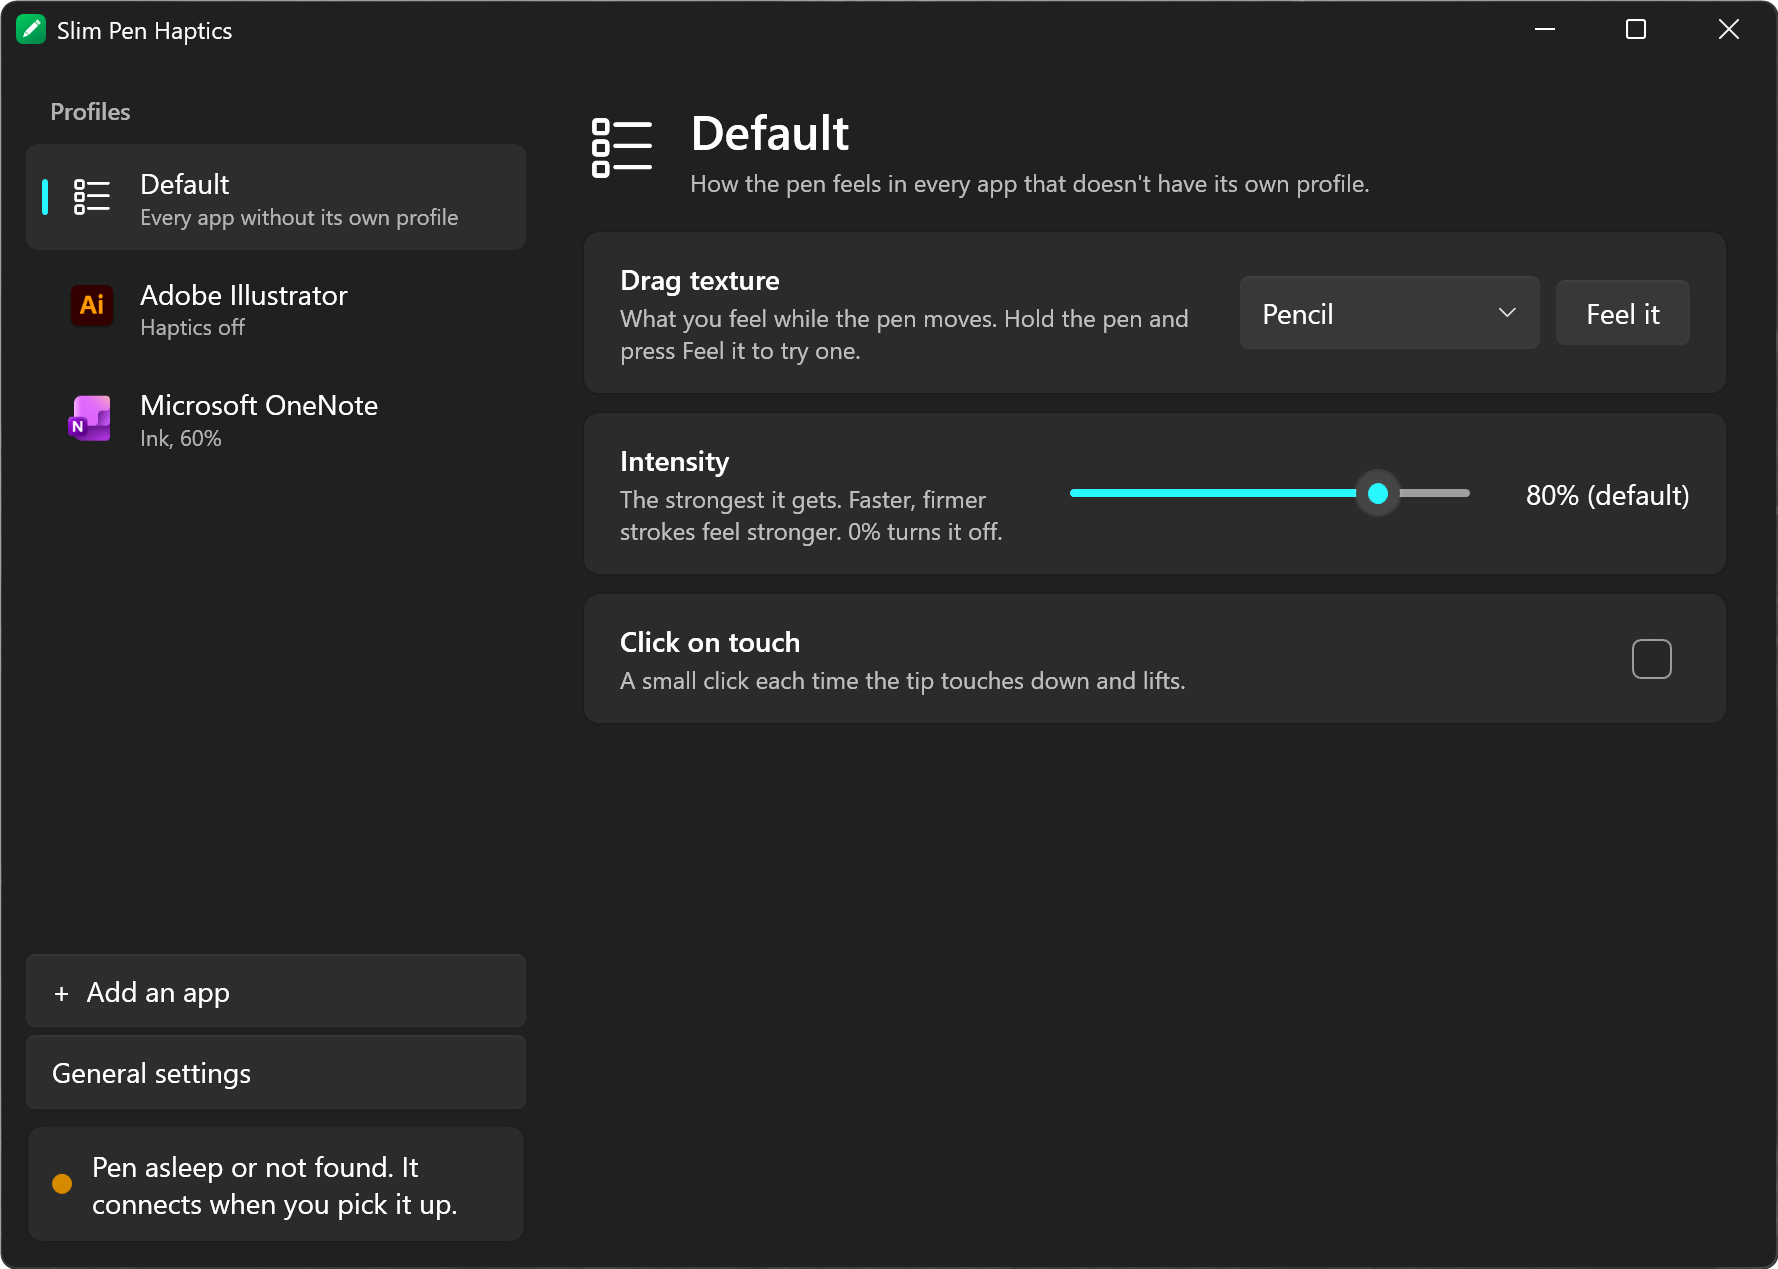 Slim Pen Haptics
Profiles
Default
Every app without its own profile
Ai
Adobe Illustrator
Haptics off
N
Microsoft OneNote
Ink, 60%
+ Add an app
General settings
Pen asleep or not found. It
connects when you pick it up.
Default
How the pen feels in every app that doesn't have its own profile.
Drag texture
What you feel while the pen moves. Hold the pen and
press Feel it to try one.
Pencil
Feel it
Intensity
The strongest it gets. Faster, firmer
strokes feel stronger. 0% turns it off.
80% (default)
Click on touch
A small click each time the tip touches down and lifts.